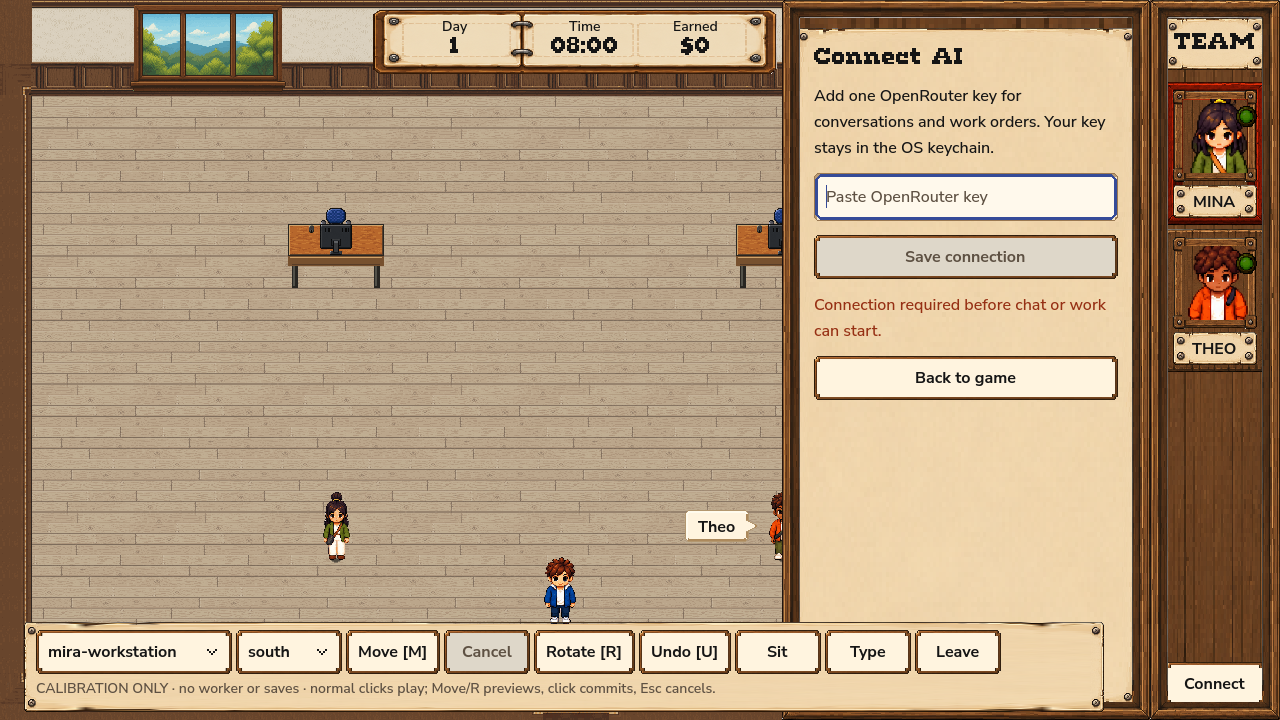 Day
1
Time
08:00
Earned
$0
Connect AI
Add one OpenRouter key for
conversations and work orders. Your key
stays in the OS keychain.
Paste OpenRouter key
Save connection
Connection required before chat or work
can start.
Back to game
TEAM
MINA
THEO
Connect
Theo
mira-workstation
south
Move [M]
Cancel
Rotate [R]
Undo [U]
Sit
Type
Leave
CALIBRATION ONLY · no worker or saves · normal clicks play; Move/R previews, click commits, Esc cancels.